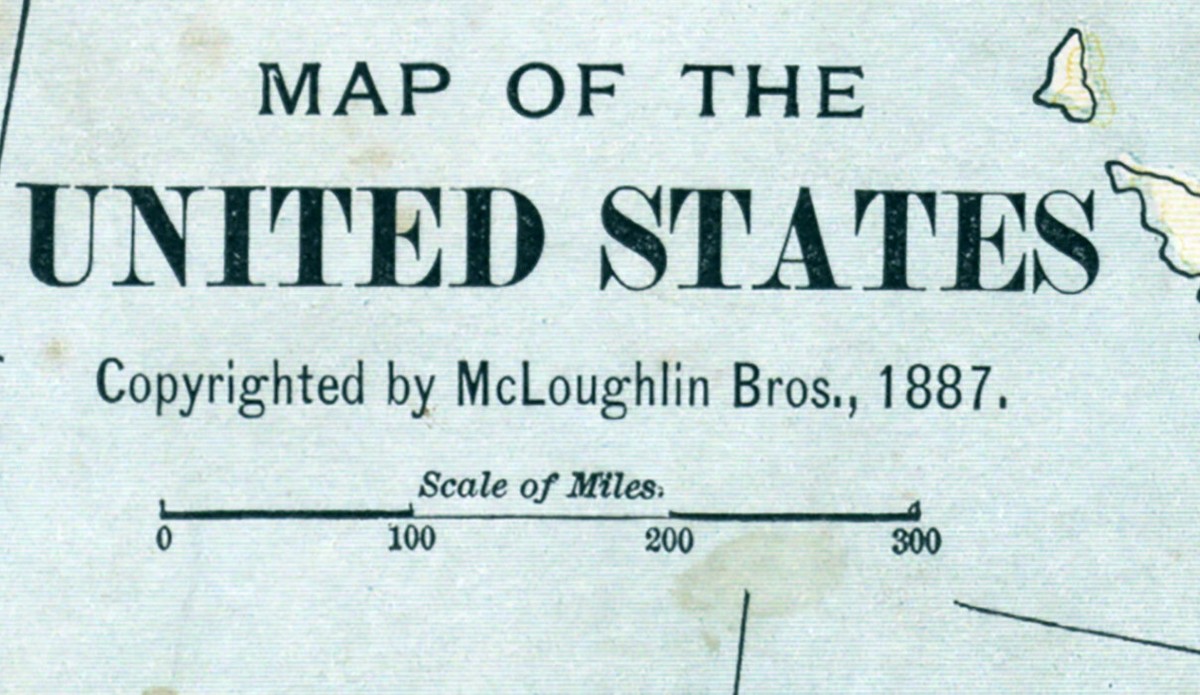 MAP OF THE
UNITED STATES
Copyrighted by McLoughlin Bros., 1887.
Scale of Miles.
0 100 200 300